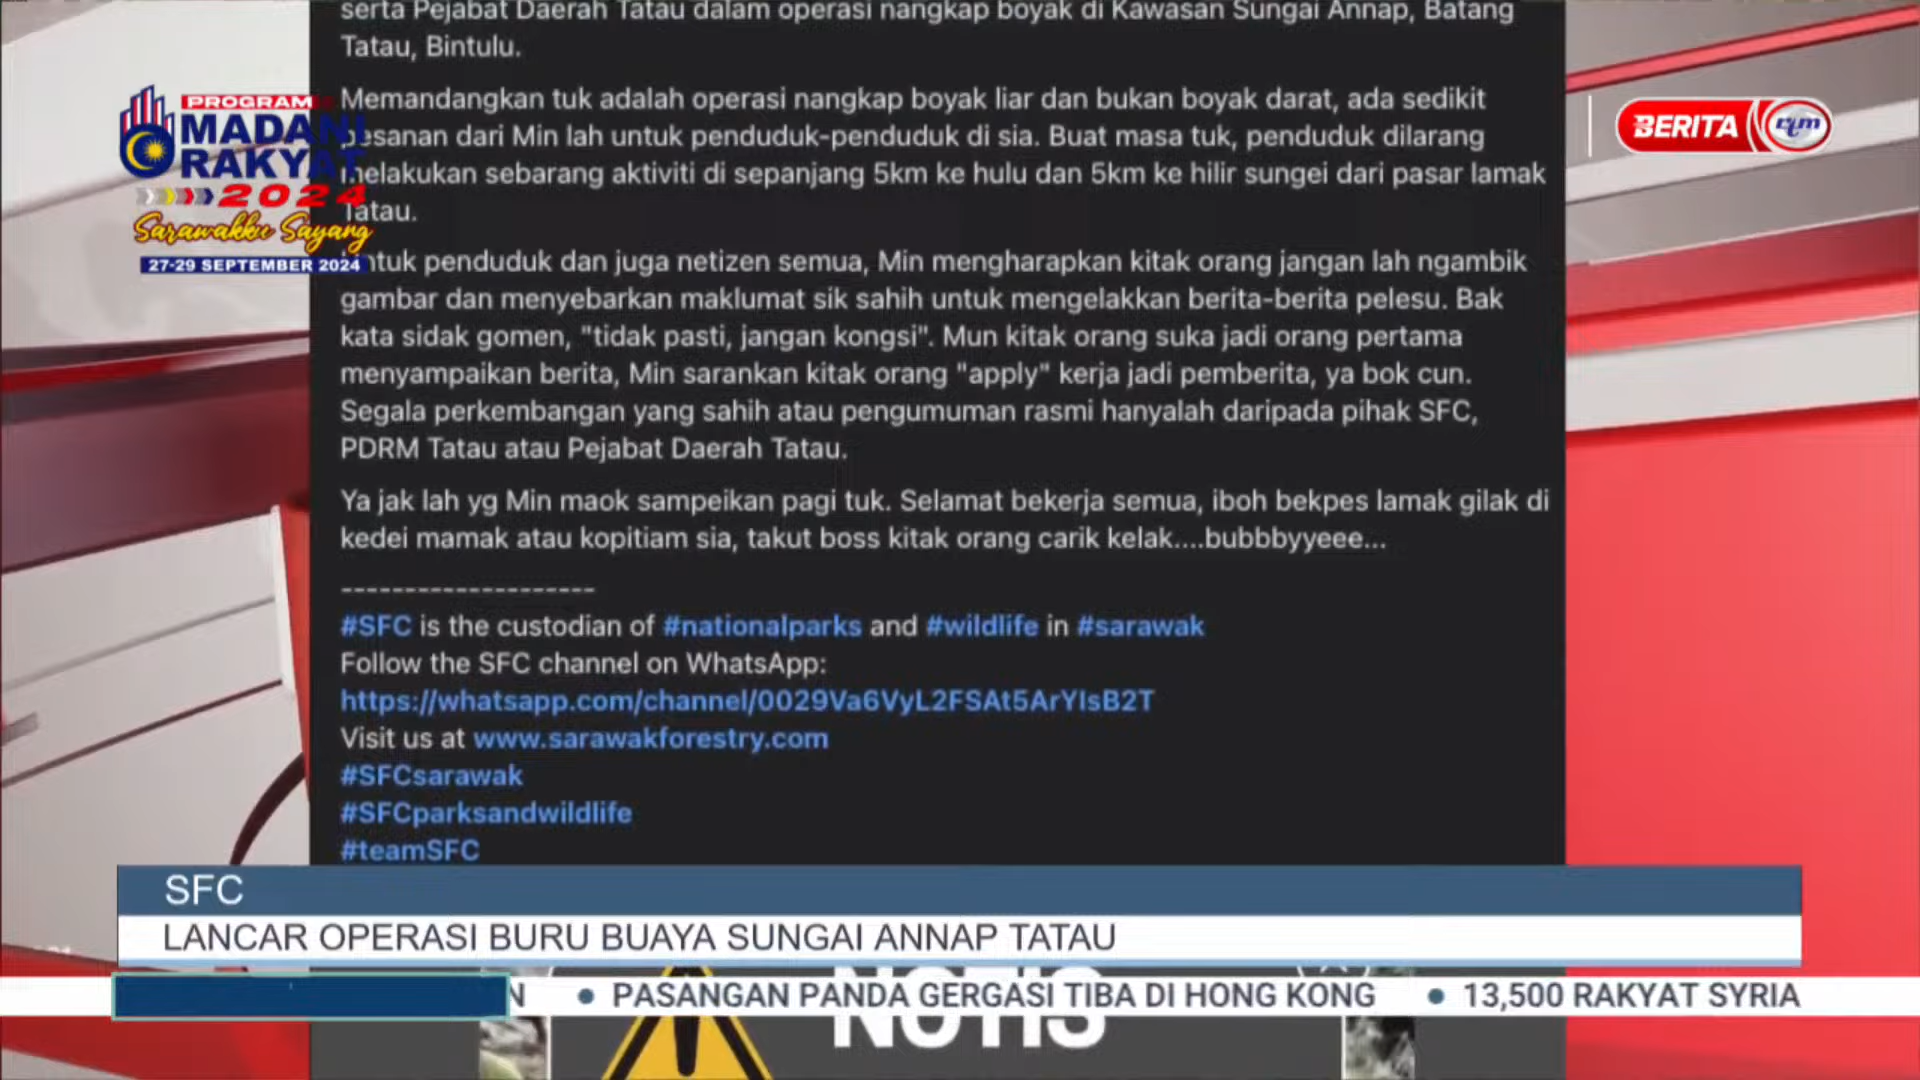 serta Pejabat Daerah Tatau dalam operasi nangkap boyak di Kawasan Sungai Annap, Batang
Tatau, Bintulu.
PROGRAM
MADANI
RAKYAT
2024
Sarawakku Sayang
27-29 SEPTEMBER 2024
BERITA rtm
Memandangkan tuk adalah operasi nangkap boyak liar dan bukan boyak darat, ada sedikit
esanan dari Min lah untuk penduduk-penduduk di sia. Buat masa tuk, penduduk dilarang
melakukan sebarang aktiviti di sepanjang 5km ke hulu dan 5km ke hilir sungei dari pasar lamak
Tatau.
ntuk penduduk dan juga netizen semua, Min mengharapkan kitak orang jangan lah ngambik
gambar dan menyebarkan maklumat sik sahih untuk mengelakkan berita-berita pelesu. Bak
kata sidak gomen, "tidak pasti, jangan kongsi". Mun kitak orang suka jadi orang pertama
menyampaikan berita, Min sarankan kitak orang "apply" kerja jadi pemberita, ya bok cun.
Segala perkembangan yang sahih atau pengumuman rasmi hanyalah daripada pihak SFC,
PDRM Tatau atau Pejabat Daerah Tatau.
Ya jak lah yg Min maok sampeikan pagi tuk. Selamat bekerja semua, iboh bekpes lamak gilak di
kedei mamak atau kopitiam sia, takut boss kitak orang carik kelak....bubbbyyeee...
---------------------
#SFC is the custodian of #nationalparks and #wildlife in #sarawak
Follow the SFC channel on WhatsApp:
https://whatsapp.com/channel/0029Va6VyL2FSAt5ArYIsB2T
Visit us at www.sarawakforestry.com
#SFCsarawak
#SFCparksandwildlife
#teamSFC
SFC
LANCAR OPERASI BURU BUAYA SUNGAI ANNAP TATAU
N • PASANGAN PANDA GERGASI TIBA DI HONG KONG • 13,500 RAKYAT SYRIA
NOTIS